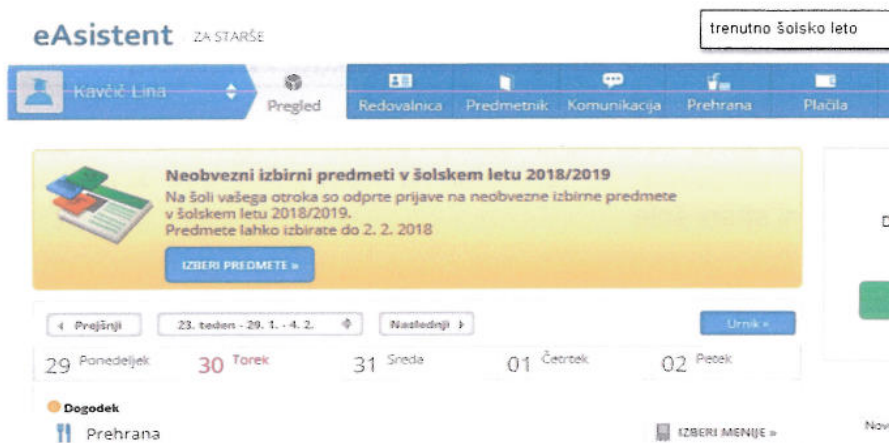 eAsistent ZA STARŠE
trenutno šolsko leto
Kavčič Lina
Pregled
Redovalnica
Predmetnik
Komunikacija
Prehrana
Plačila
Neobvezni izbirni predmeti v šolskem letu 2018/2019
Na šoli vašega otroka so odprte prijave na neobvezne izbirne predmete
v šolskem letu 2018/2019.
Predmete lahko izbirate do 2. 2. 2018
IZBERI PREDMETE »
Prejšnji
23. teden - 29. 1. - 4. 2.
Naslednji
Urnik »
29 Ponedeljek
30 Torek
31 Sreda
01 Četrtek
02 Petek
Dogodek
Prehrana
IZBERI MENIJE »